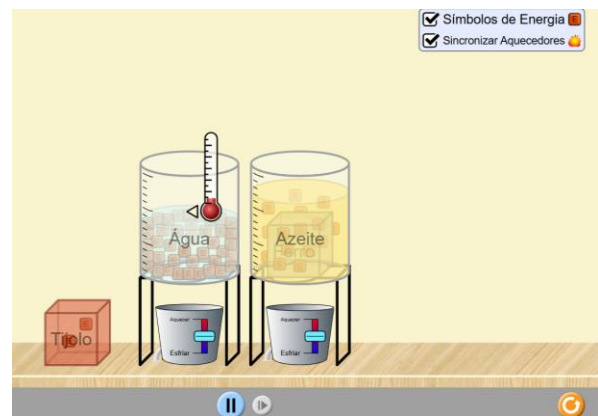 Símbolos de Energia E
Sincronizar Aquecedores
Água
Azeite
Ferro
Tijolo
Aquecer
Esfriar
Aquecer
Esfriar